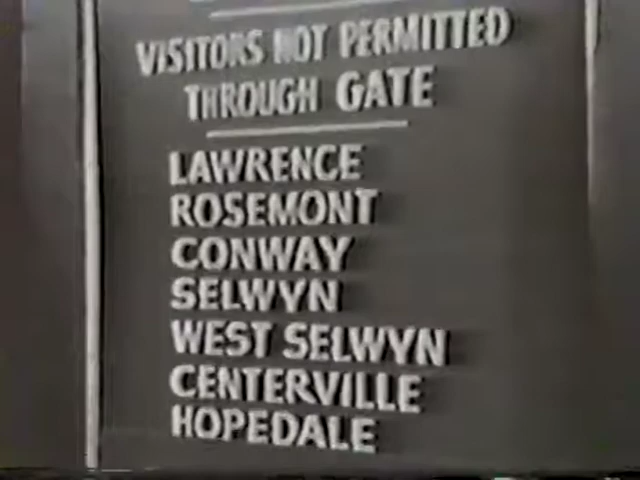 VISITORS NOT PERMITTED
THROUGH GATE
LAWRENCE
ROSEMONT
CONWAY
SELWYN
WEST SELWYN
CENTERVILLE
HOPEDALE